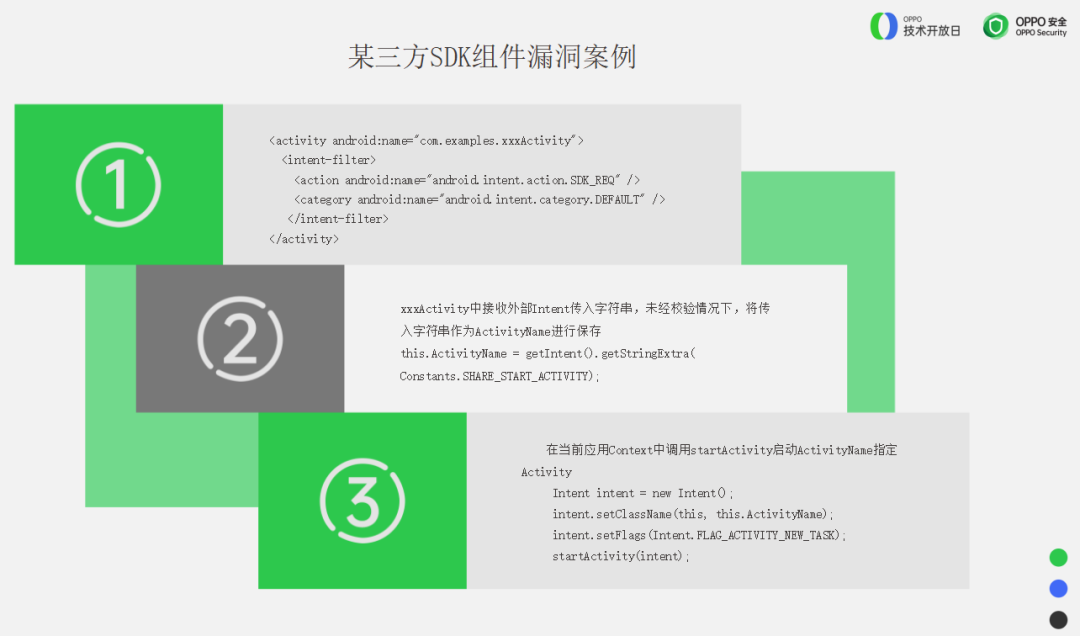 OPPO
技术开放日
OPPO 安全
OPPO Security
某三方SDK组件漏洞案例
1
<activity android:name="com.examples.xxxActivity">
<intent-filter>
<action android:name="android.intent.action.SDK_REQ" />
<category android:name="android.intent.category.DEFAULT" />
</intent-filter>
</activity>
2
xxxActivity中接收外部Intent传入字符串，未经校验情况下，将传
入字符串作为ActivityName进行保存
this.ActivityName = getIntent().getStringExtra(
Constants.SHARE_START_ACTIVITY);
3
在当前应用Context中调用startActivity启动ActivityName指定
Activity
Intent intent = new Intent();
intent.setClassName(this, this.ActivityName);
intent.setFlags(Intent.FLAG_ACTIVITY_NEW_TASK);
startActivity(intent);